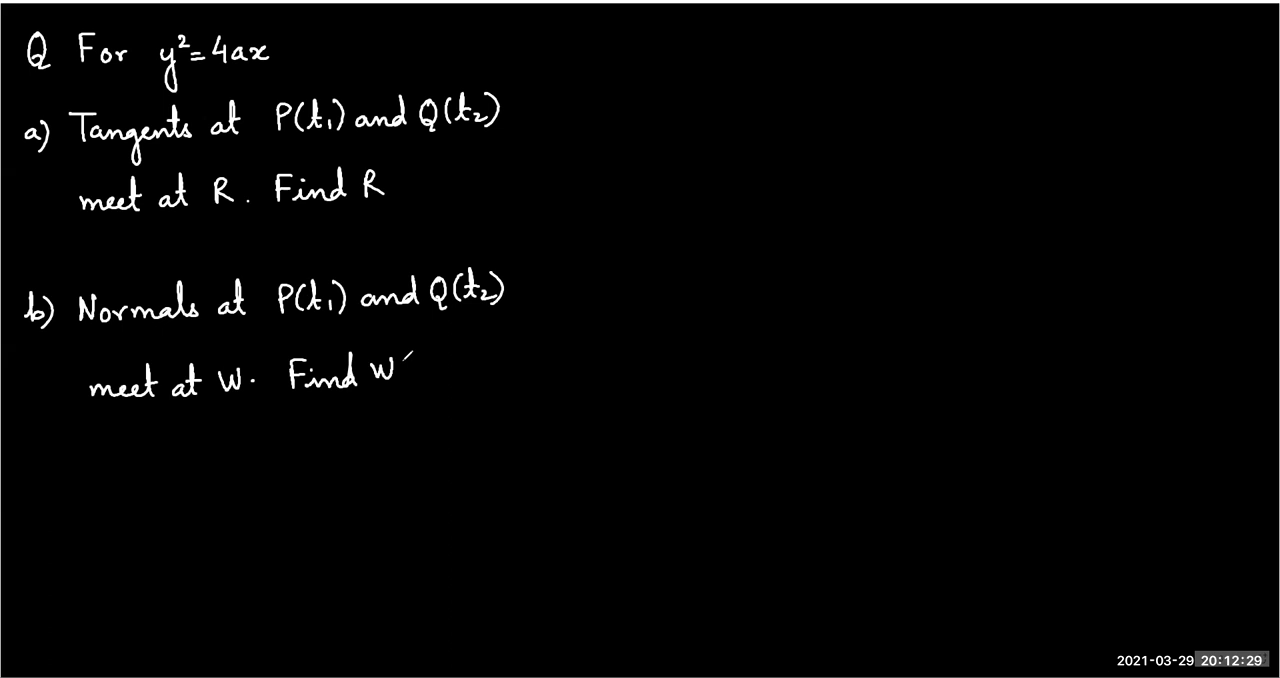 Q For y²=4ax
a) Tangents at P(t₁) and Q(t₂)
meet at R. Find R
b) Normals at P(t₁) and Q(t₂)
meet at W. Find W
2021-03-29 20:12:29